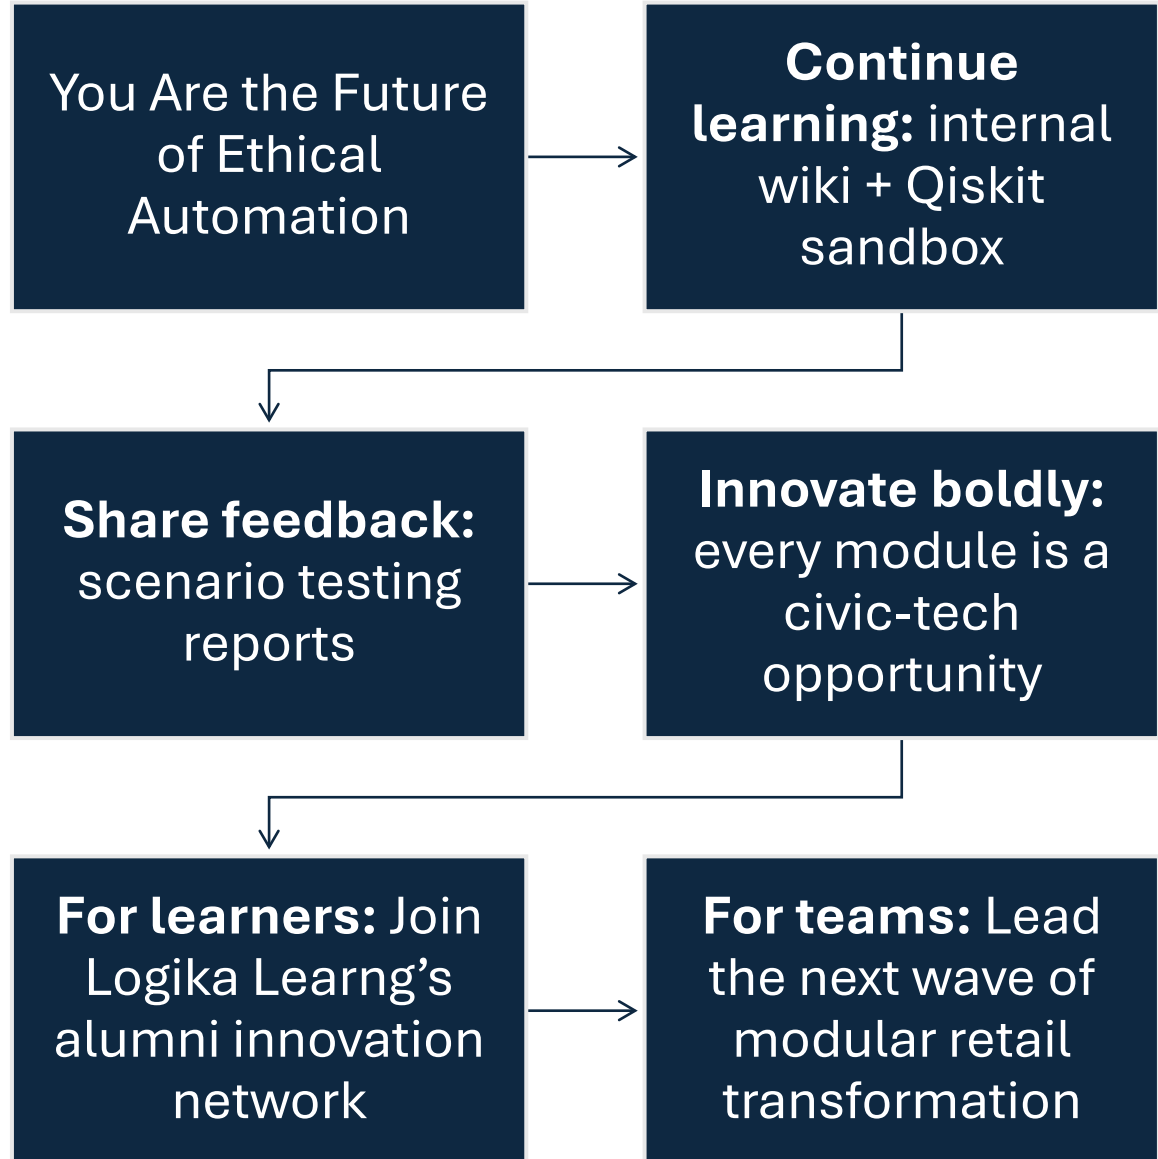 You Are the Future
of Ethical
Automation
Continue
learning: internal
wiki + Qiskit
sandbox
Share feedback:
scenario testing
reports
Innovate boldly:
every module is a
civic-tech
opportunity
For learners: Join
Logika Learng’s
alumni innovation
network
For teams: Lead
the next wave of
modular retail
transformation